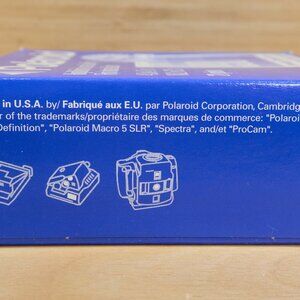 in U.S.A. by/ Fabriqué aux E.U. par Polaroid Corporation, Cambridg
r of the trademarks/propriétaire des marques de commerce: "Polaroi
Definition", "Polaroid Macro 5 SLR", "Spectra", and/et "ProCam".